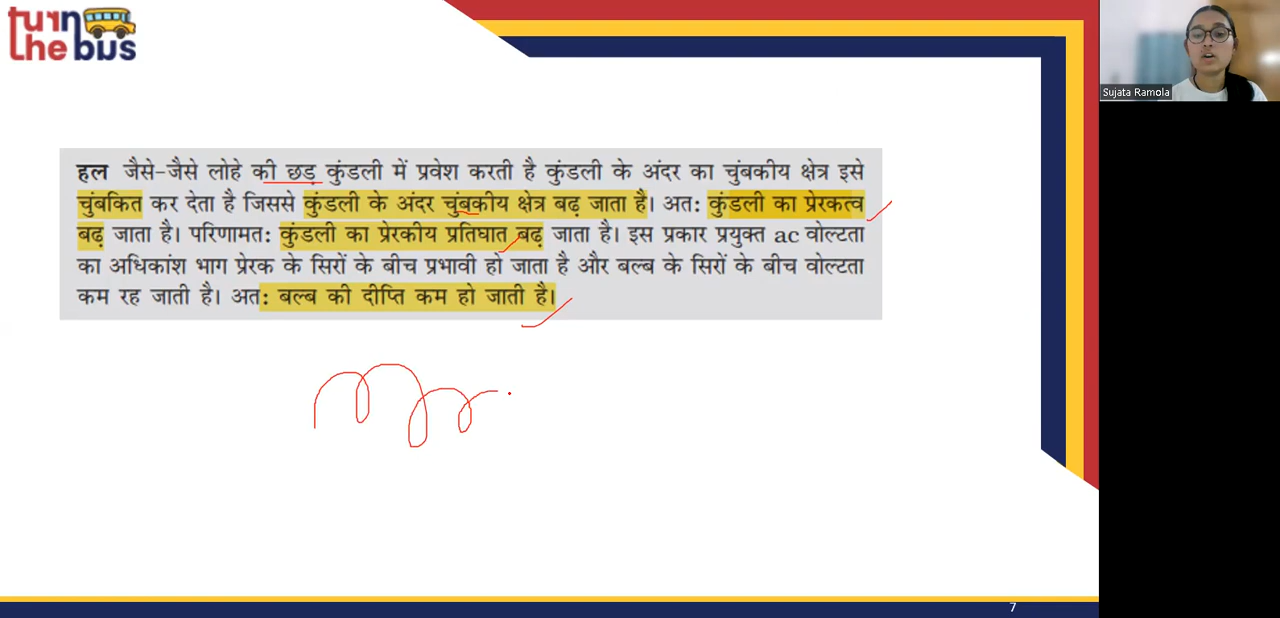 turn
the bus
Sujata Ramola
हल जैसे-जैसे लोहे की छड़ कुंडली में प्रवेश करती है कुंडली के अंदर का चुंबकीय क्षेत्र इसे
चुंबकित कर देता है जिससे कुंडली के अंदर चुंबकीय क्षेत्र बढ़ जाता है। अत: कुंडली का प्रेरकत्व
बढ़ जाता है। परिणामत: कुंडली का प्रेरकीय प्रतिघात बढ़ जाता है। इस प्रकार प्रयुक्त ac वोल्टता
का अधिकांश भाग प्रेरक के सिरों के बीच प्रभावी हो जाता है और बल्ब के सिरों के बीच वोल्टता
कम रह जाती है। अत: बल्ब की दीप्ति कम हो जाती है।
7